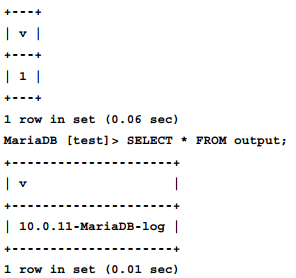 +---+
| v |
+---+
| 1 |
+---+
1 row in set (0.06 sec)
MariaDB [test]> SELECT * FROM output;
+---------------------+
| v                   |
+---------------------+
| 10.0.11-MariaDB-log |
+---------------------+
1 row in set (0.01 sec)